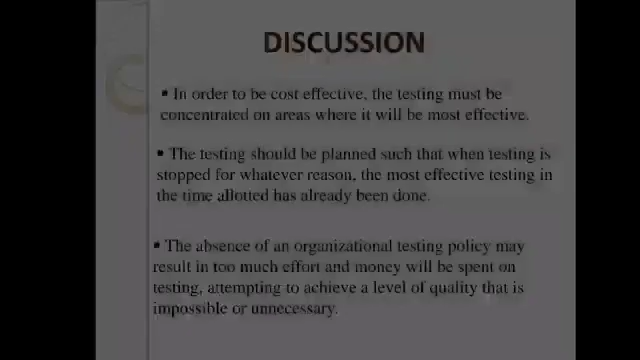 DISCUSSION
▪ In order to be cost effective, the testing must be
concentrated on areas where it will be most effective.
▪ The testing should be planned such that when testing is
stopped for whatever reason, the most effective testing in
the time allotted has already been done.
▪ The absence of an organizational testing policy may
result in too much effort and money will be spent on
testing, attempting to achieve a level of quality that is
impossible or unnecessary.